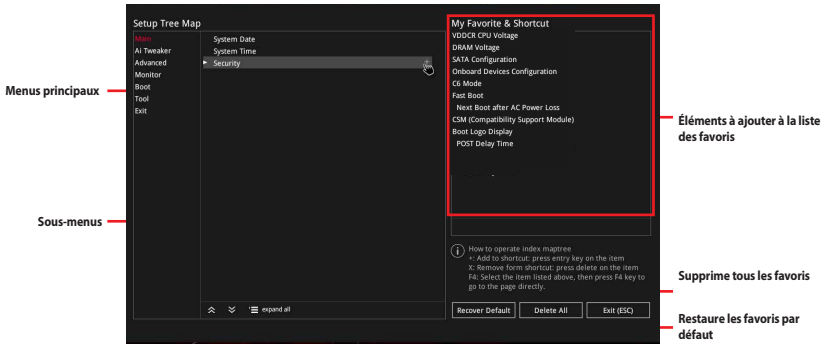 Setup Tree Map
Main
Ai Tweaker
Advanced
Monitor
Boot
Tool
Exit
System Date
System Time
Security
expand all
My Favorite & Shortcut
VDDCR CPU Voltage
DRAM Voltage
SATA Configuration
Onboard Devices Configuration
C6 Mode
Fast Boot
Next Boot after AC Power Loss
CSM (Compatibility Support Module)
Boot Logo Display
POST Delay Time
How to operate index maptree
+: Add to shortcut: press entry key on the item
X: Remove form shortcut: press delete on the item
F4: Select the item listed above, then press F4 key to
go to the page directly.
Recover Default
Delete All
Exit (ESC)
Menus principaux
Sous-menus
Éléments à ajouter à la liste
des favoris
Supprime tous les favoris
Restaure les favoris par
défaut